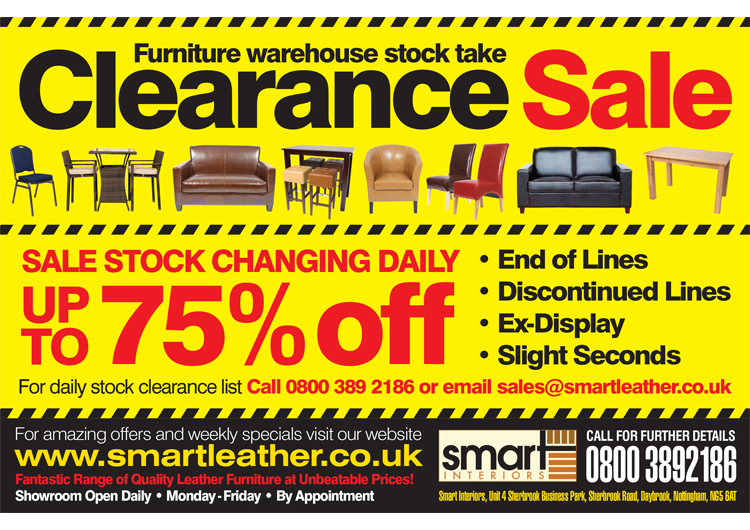 Furniture warehouse stock take
Clearance Sale
SALE STOCK CHANGING DAILY
UP TO 75% off
• End of Lines
• Discontinued Lines
• Ex-Display
• Slight Seconds
For daily stock clearance list Call 0800 389 2186 or email sales@smartleather.co.uk
For amazing offers and weekly specials visit our website
www.smartleather.co.uk
Fantastic Range of Quality Leather Furniture at Unbeatable Prices!
Showroom Open Daily • Monday - Friday • By Appointment
smart
INTERIORS
CALL FOR FURTHER DETAILS
0800 3892186
Smart Interiors, Unit 4 Sherbrook Business Park, Sherbrook Road, Daybrook, Nottingham, NG5 6AT